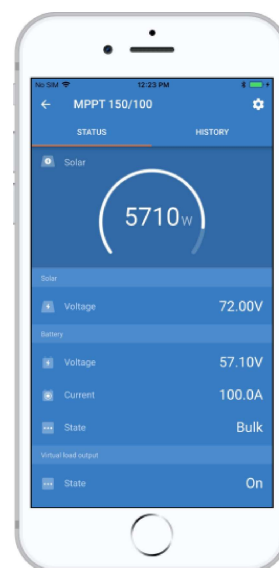 No SIM 12:23 PM
MPPT 150/100
STATUS HISTORY
Solar
5710W
Solar
Voltage 72.00V
Battery
Voltage 57.10V
Current 100.0A
State Bulk
Virtual load output
State On